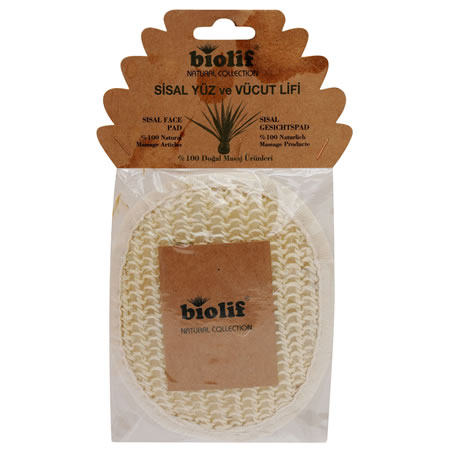 biolif
NATURAL COLLECTION
SİSAL YÜZ ve VÜCUT LİFİ
SISAL FACE PAD
%100 Natural
Massage Articles
SISAL GESICHTSPAD
%100 Naturlich
Massage Producte
%100 Doğal Masaj Ürünleri
biolif
NATURAL COLLECTION